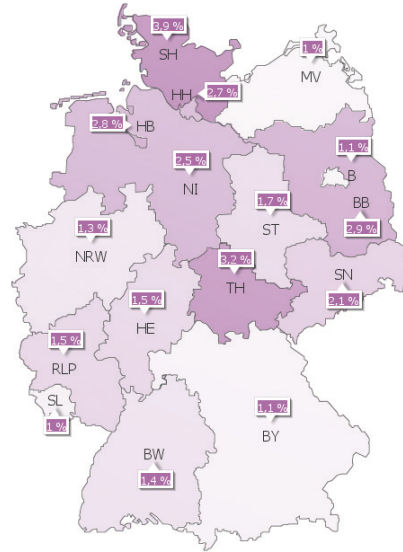 3,9 %
SH
1 %
MV
HH
2,7 %
2,8 %
HB
2,5 %
NI
1,1 %
B
BB
2,9 %
1,7 %
ST
1,3 %
NRW
3,2 %
TH
SN
2,1 %
1,5 %
HE
1,5 %
RLP
SL
1 %
1,1 %
BY
BW
1,4 %